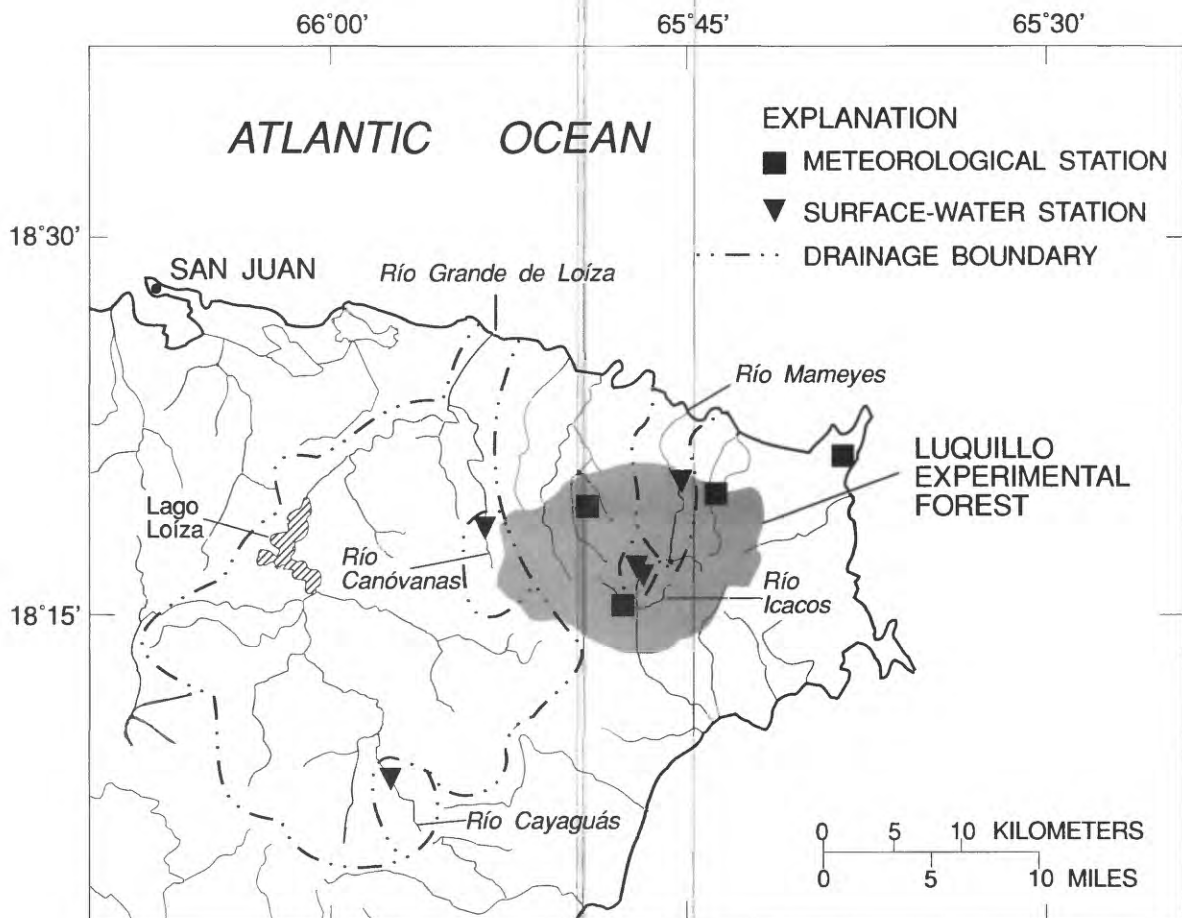 66°00'
65°45'
65°30'
ATLANTIC OCEAN
EXPLANATION
METEOROLOGICAL STATION
SURFACE-WATER STATION
DRAINAGE BOUNDARY
18°30'
SAN JUAN
Río Grande de Loíza
Río Mameyes
LUQUILLO
EXPERIMENTAL
FOREST
Lago
Loíza
Río
Canóvanas
Río
Icacos
18°15'
Río Cayaguás
0 5 10 KILOMETERS
0 5 10 MILES